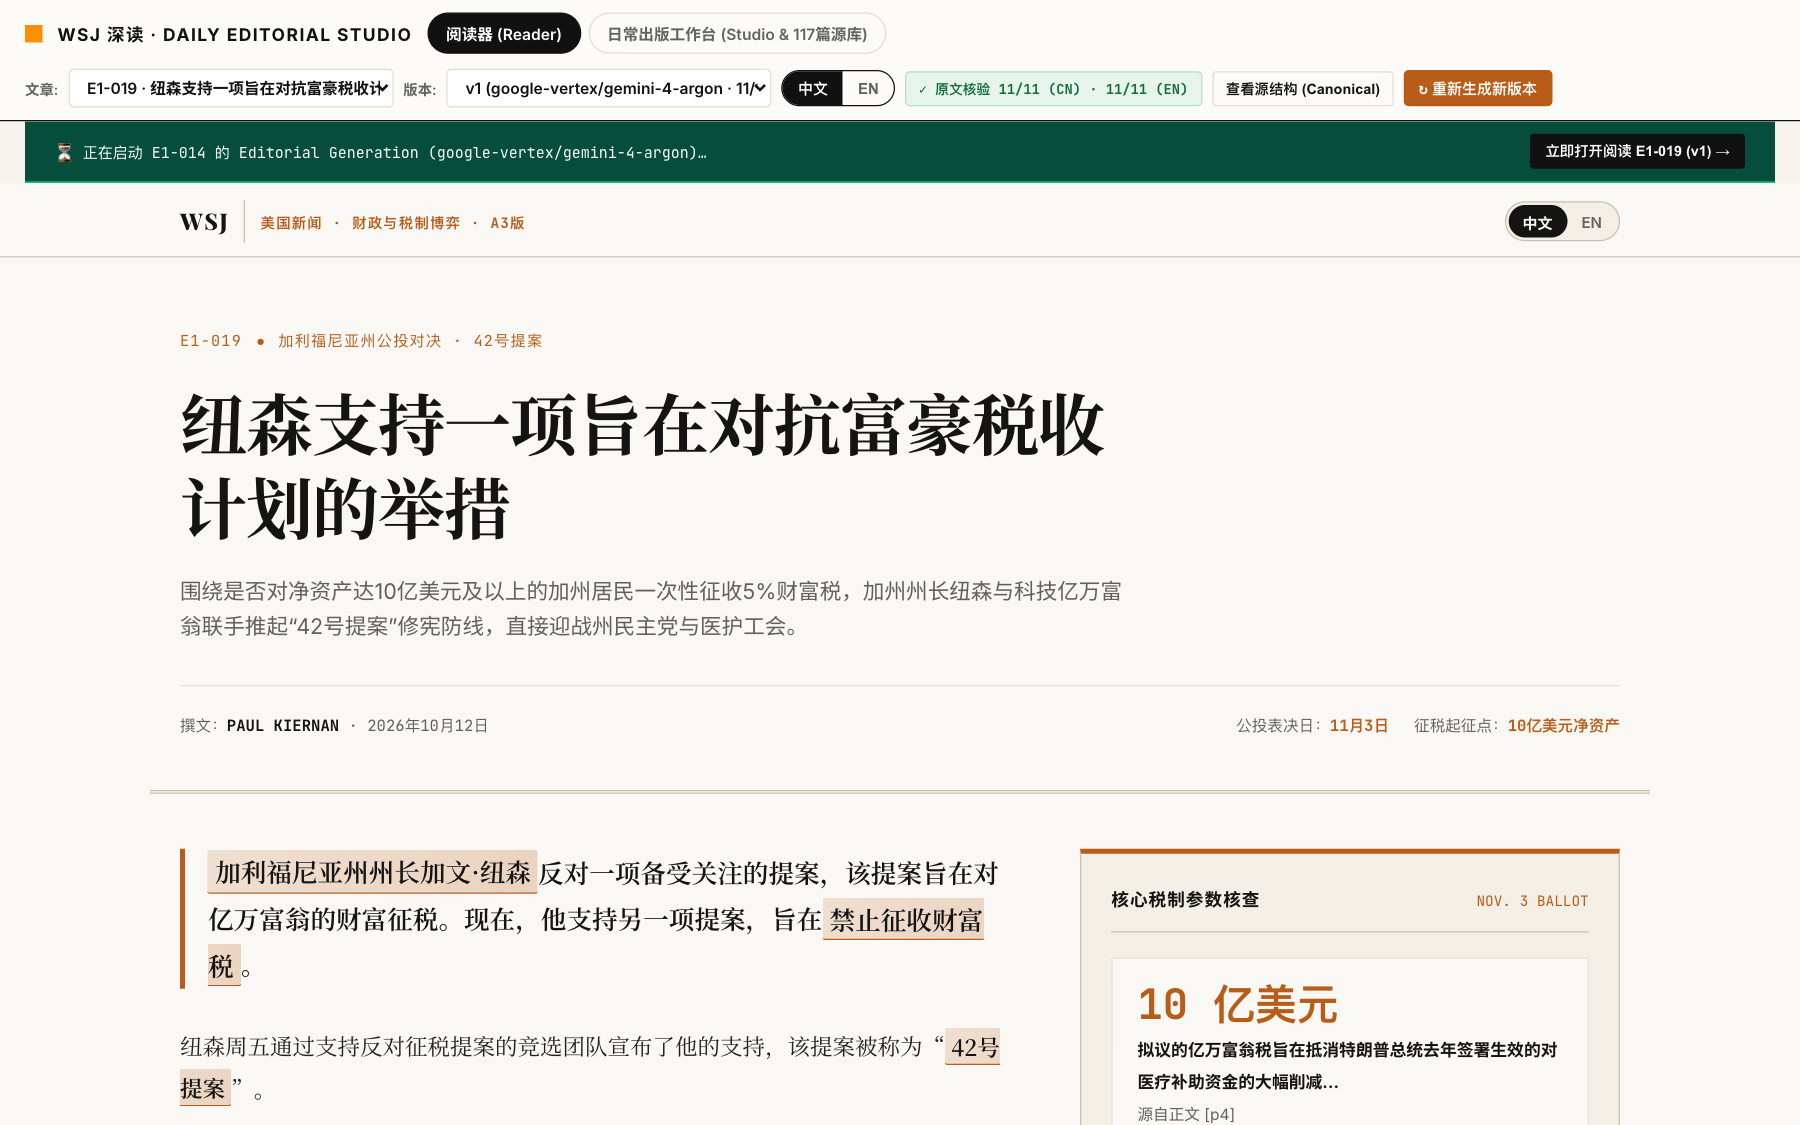 WSJ 深读 · DAILY EDITORIAL STUDIO
阅读器 (Reader)
日常出版工作台 (Studio & 117篇源库)
文章:
E1-019 · 纽森支持一项旨在对抗富豪税收计
版本:
v1 (google-vertex/gemini-4-argon · 11/
中文
EN
✓ 原文核验 11/11 (CN) · 11/11 (EN)
查看源结构 (Canonical)
↻ 重新生成新版本
⏳ 正在启动 E1-014 的 Editorial Generation (google-vertex/gemini-4-argon)…
立即打开阅读 E1-019 (v1) →
WSJ
美国新闻 · 财政与税制博弈 · A3版
中文
EN
E1-019 ● 加利福尼亚州公投对决 · 42号提案
纽森支持一项旨在对抗富豪税收
计划的举措
围绕是否对净资产达10亿美元及以上的加州居民一次性征收5%财富税，加州州长纽森与科技亿万富
翁联手推起“42号提案”修宪防线，直接迎战州民主党与医护工会。
撰文: PAUL KIERNAN · 2026年10月12日
公投表决日: 11月3日
征税起征点: 10亿美元净资产
加利福尼亚州州长加文·纽森反对一项备受关注的提案，该提案旨在对
亿万富翁的财富征税。现在，他支持另一项提案，旨在禁止征收财富
税。
纽森周五通过支持反对征税提案的竞选团队宣布了他的支持，该提案被称为“42号
提案”。
核心税制参数核查
NOV. 3 BALLOT
10 亿美元
拟议的亿万富翁税旨在抵消特朗普总统去年签署生效的对
医疗补助资金的大幅削减...
源自正文 [p4]